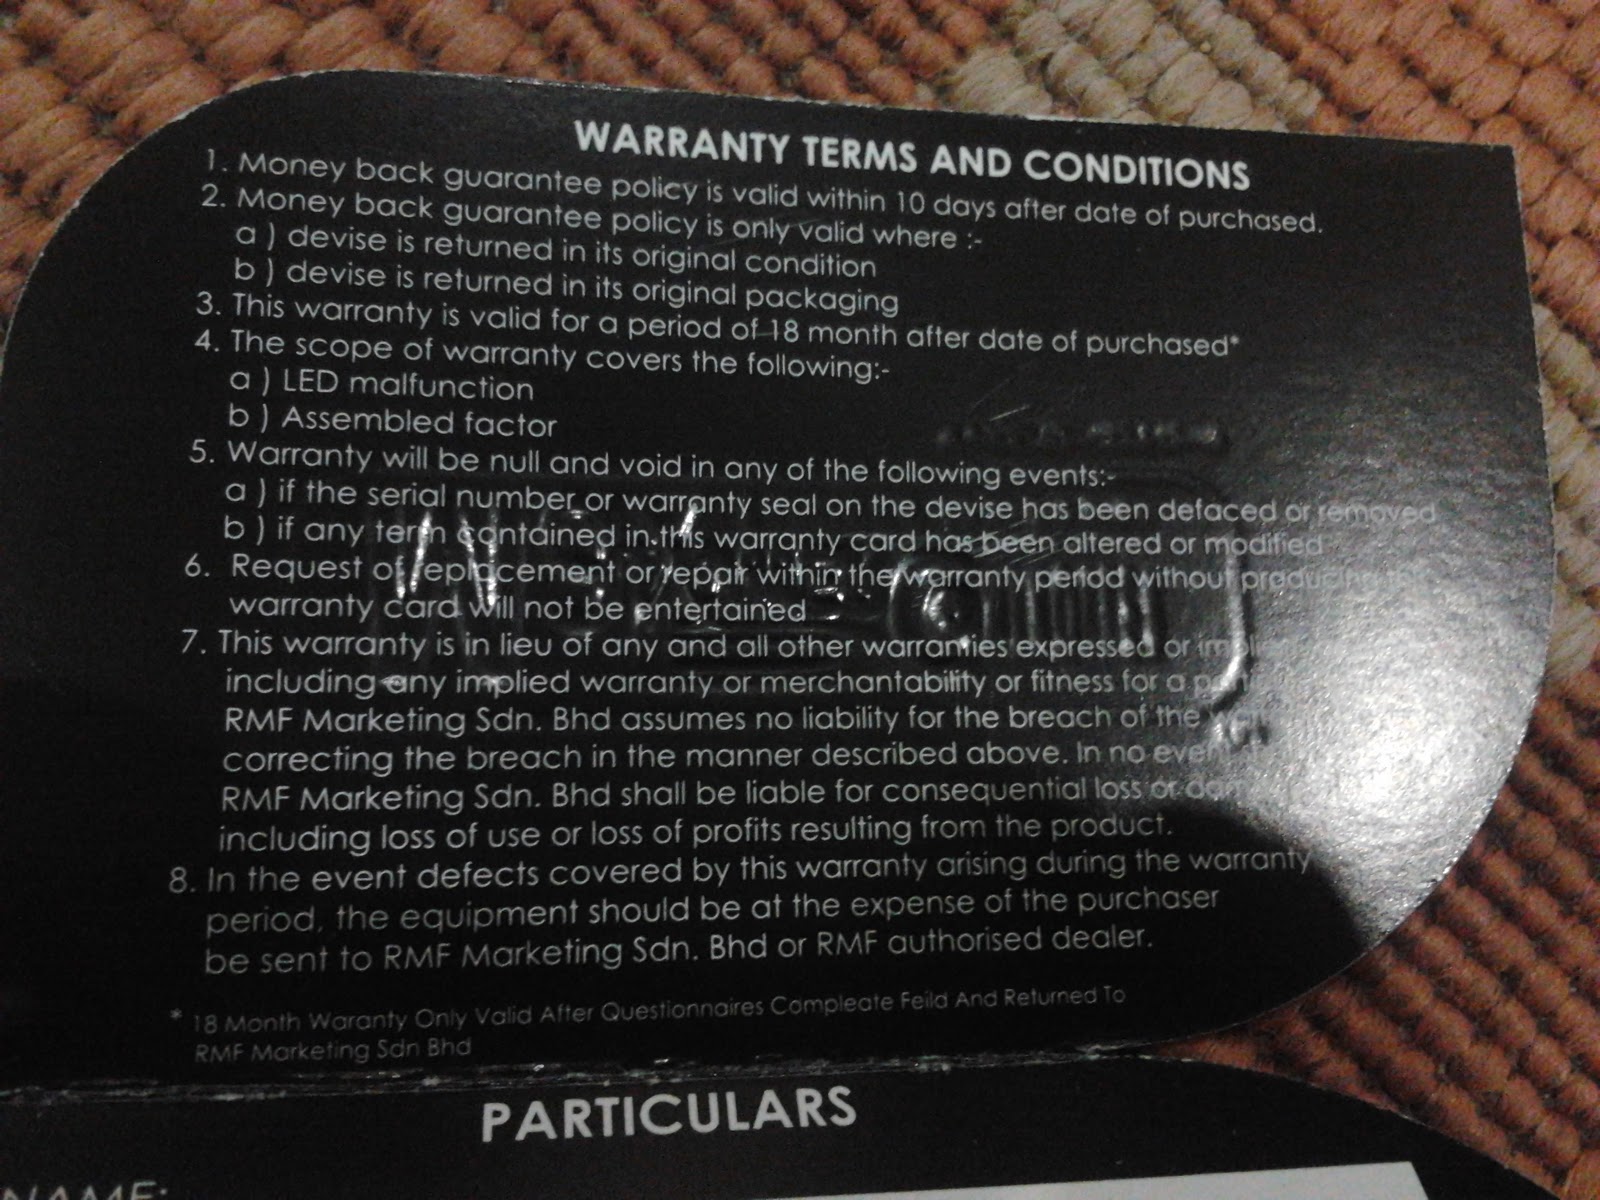 WARRANTY TERMS AND CONDITIONS
1. Money back guarantee policy is valid within 10 days after date of purchased.
2. Money back guarantee policy is only valid where :-
a ) devise is returned in its original condition
b ) devise is returned in its original packaging
3. This warranty is valid for a period of 18 month after date of purchased*
4. The scope of warranty covers the following:-
a ) LED malfunction
b ) Assembled factor
5. Warranty will be null and void in any of the following events:-
a ) if the serial number or warranty seal on the devise has been defaced or removed
b ) if any term contained in this warranty card has been altered or modified
6. Request of replacement or repair within the warranty period without
warranty card will not be entertained
7. This warranty is in lieu of any and all other warranties expressed or
including any implied warranty or merchantability or fitness for a
RMF Marketing Sdn. Bhd assumes no liability for the breach of the
correcting the breach in the manner described above. In no
RMF Marketing Sdn. Bhd shall be liable for consequential loss or
including loss of use or loss of profits resulting from the product.
8. In the event defects covered by this warranty arising during the warranty
period, the equipment should be at the expense of the purchaser
be sent to RMF Marketing Sdn. Bhd or RMF authorised dealer.
* 18 Month Waranty Only Valid After Questionnaires Compleate Feild And Returned To
RMF Marketing Sdn Bhd
PARTICULARS
NAME: